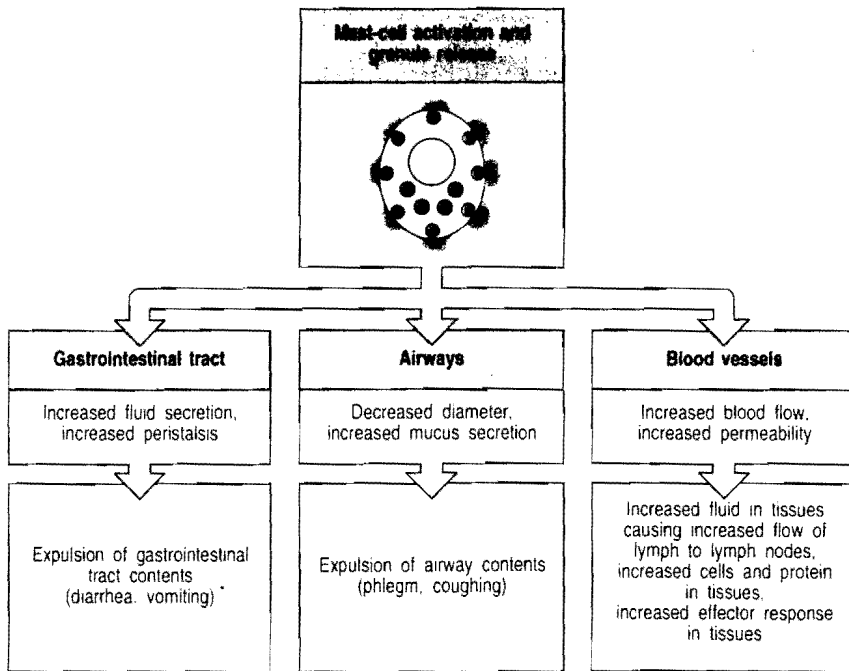 Mast-cell activation and
granule release
Gastrointestinal tract
Increased fluid secretion,
increased peristalsis
Expulsion of gastrointestinal
tract contents
(diarrhea, vomiting)
Airways
Decreased diameter,
increased mucus secretion
Expulsion of airway contents
(phlegm, coughing)
Blood vessels
Increased blood flow,
increased permeability
Increased fluid in tissues
causing increased flow of
lymph to lymph nodes,
increased cells and protein
in tissues,
increased effector response
in tissues